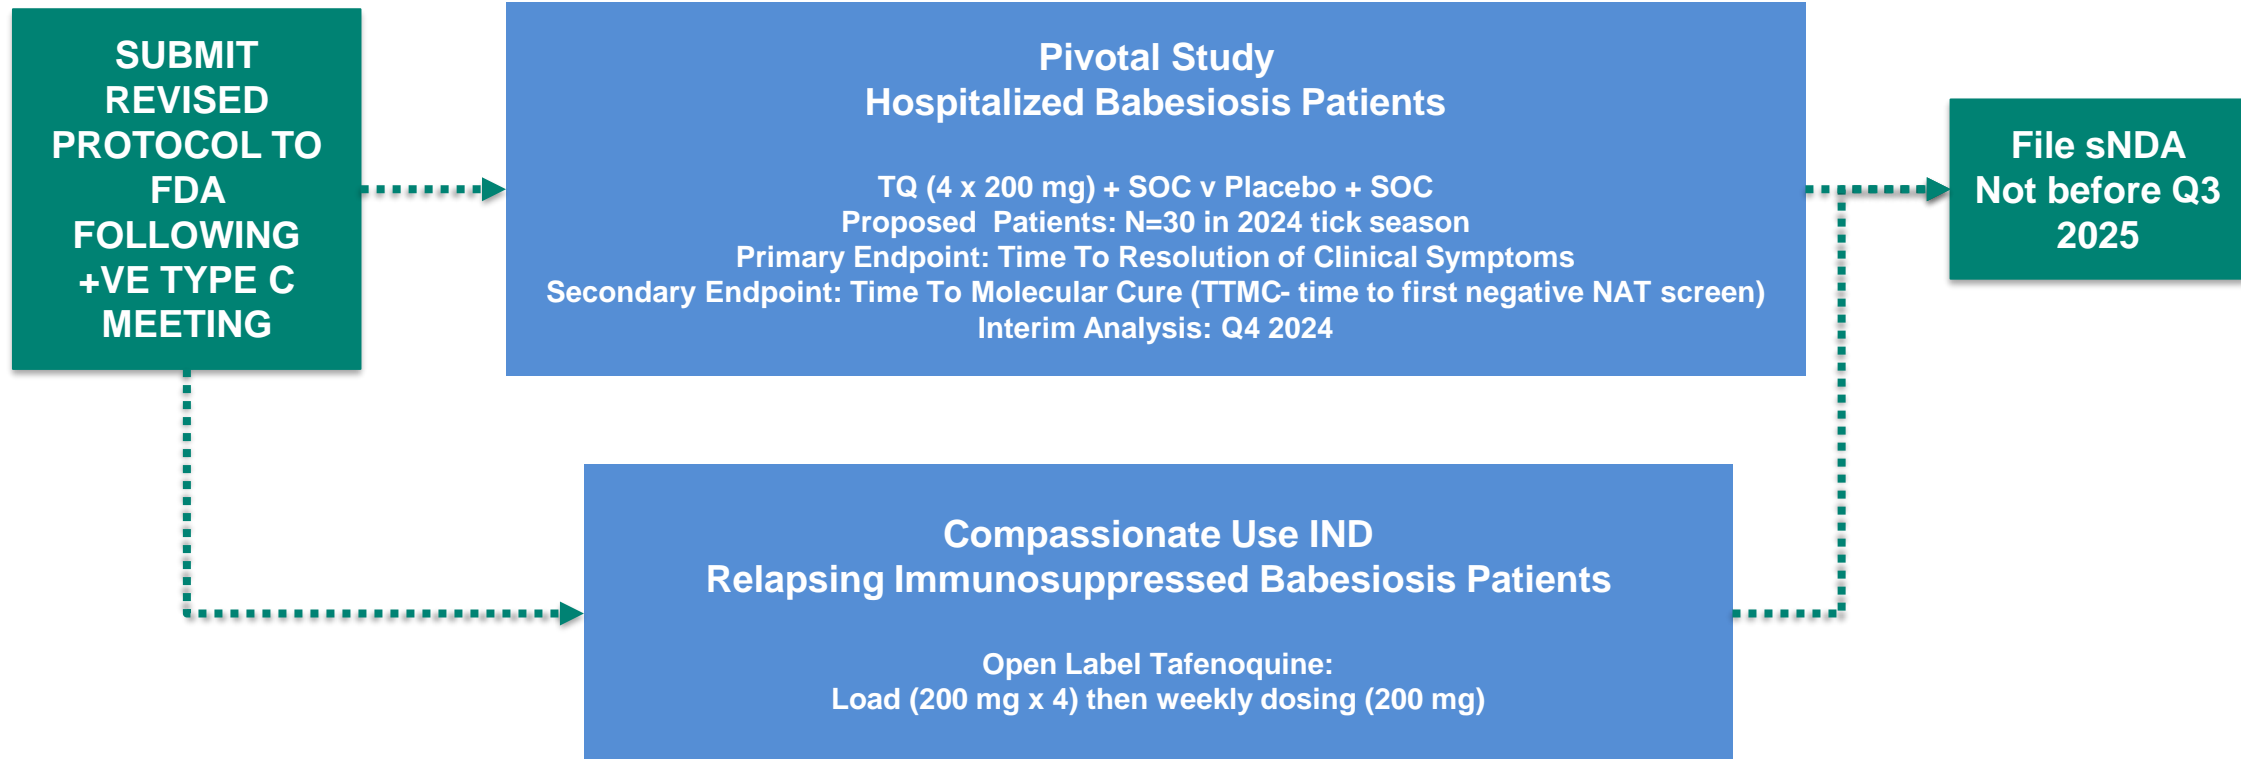 SUBMIT
REVISED
PROTOCOL TO
FDA
FOLLOWING
+VE TYPE C
MEETING
Pivotal Study
Hospitalized Babesiosis Patients
TQ (4 x 200 mg) + SOC v Placebo + SOC
Proposed Patients: N=30 in 2024 tick season
Primary Endpoint: Time To Resolution of Clinical Symptoms
Secondary Endpoint: Time To Molecular Cure (TTMC- time to first negative NAT screen)
Interim Analysis: Q4 2024
File sNDA
Not before Q3
2025
Compassionate Use IND
Relapsing Immunosuppressed Babesiosis Patients
Open Label Tafenoquine:
Load (200 mg x 4) then weekly dosing (200 mg)